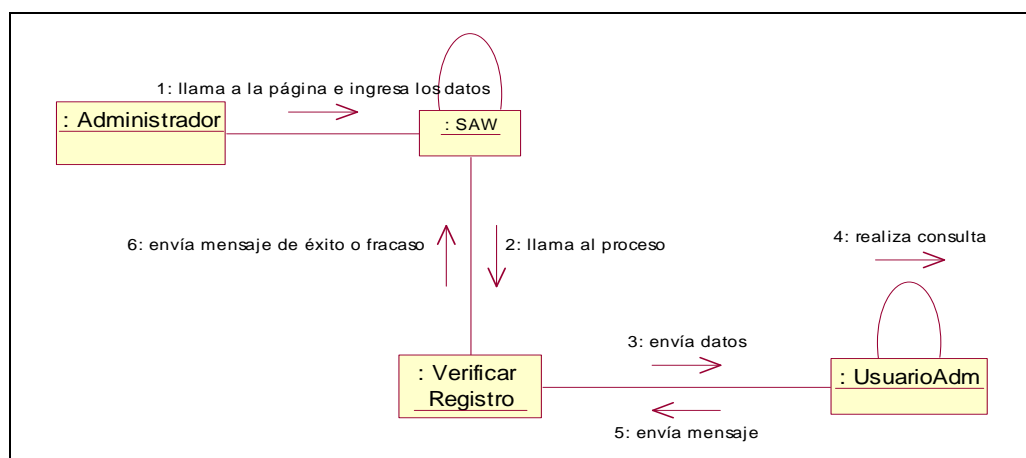 1: llama a la página e ingresa los datos
: Administrador
: SAW
6: envía mensaje de éxito o fracaso
2: llama al proceso
4: realiza consulta
3: envía datos
: Verificar
Registro
: UsuarioAdm
5: envía mensaje